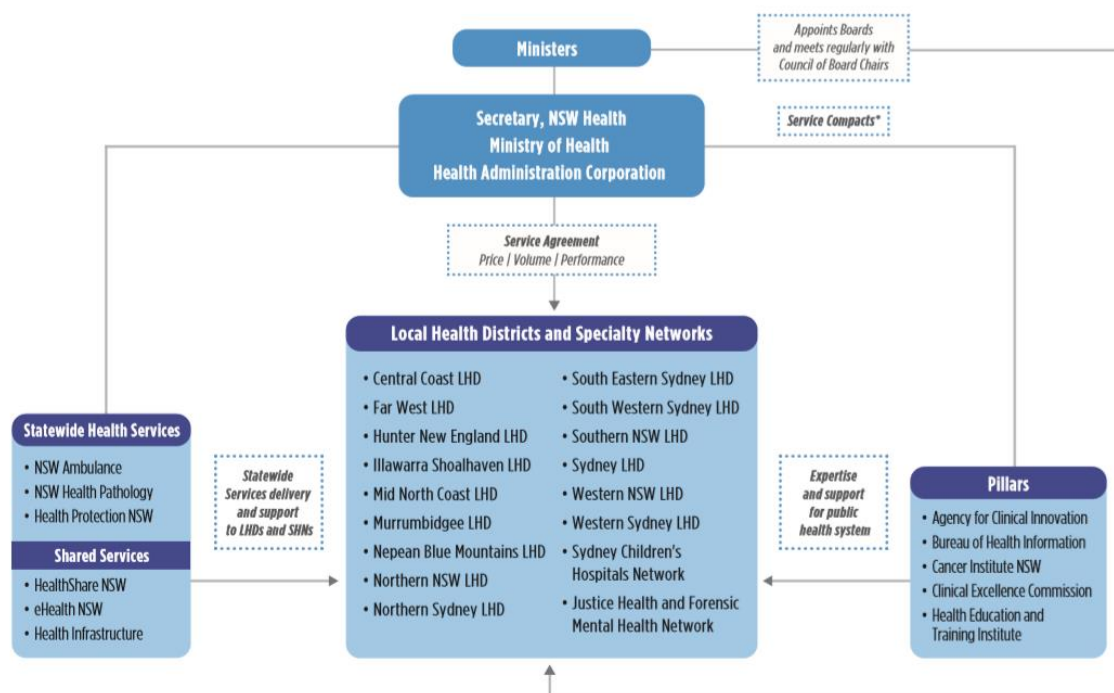 Ministers
Appoints Boards
and meets regularly with
Council of Board Chairs
Secretary, NSW Health
Ministry of Health
Health Administration Corporation
Service Compacts*
Service Agreement
Price | Volume | Performance
Local Health Districts and Specialty Networks
• Central Coast LHD
• Far West LHD
• Hunter New England LHD
• Illawarra Shoalhaven LHD
• Mid North Coast LHD
• Murrumbidgee LHD
• Nepean Blue Mountains LHD
• Northern NSW LHD
• Northern Sydney LHD
• South Eastern Sydney LHD
• South Western Sydney LHD
• Southern NSW LHD
• Sydney LHD
• Western NSW LHD
• Western Sydney LHD
• Sydney Children's
Hospitals Network
• Justice Health and Forensic
Mental Health Network
Statewide Health Services
• NSW Ambulance
• NSW Health Pathology
• Health Protection NSW
Shared Services
• HealthShare NSW
• eHealth NSW
• Health Infrastructure
Statewide
Services delivery
and support
to LHDs and SHNs
Expertise
and support
for public
health system
Pillars
• Agency for Clinical Innovation
• Bureau of Health Information
• Cancer Institute NSW
• Clinical Excellence Commission
• Health Education and
Training Institute